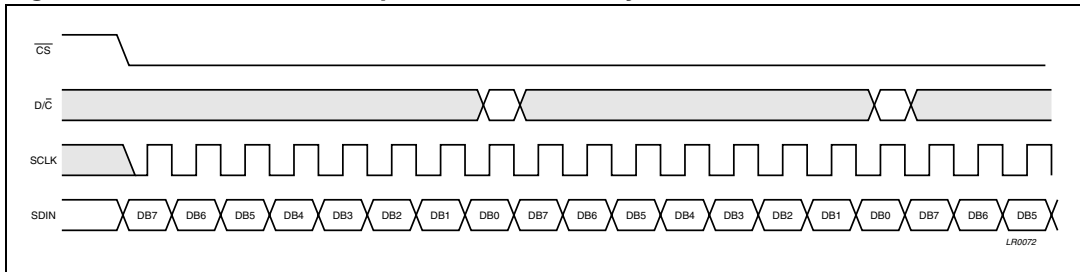 CS
D/C
SCLK
SDIN DB7 DB6 DB5 DB4 DB3 DB2 DB1 DB0 DB7 DB6 DB5 DB4 DB3 DB2 DB1 DB0 DB7 DB6 DB5
LR0072